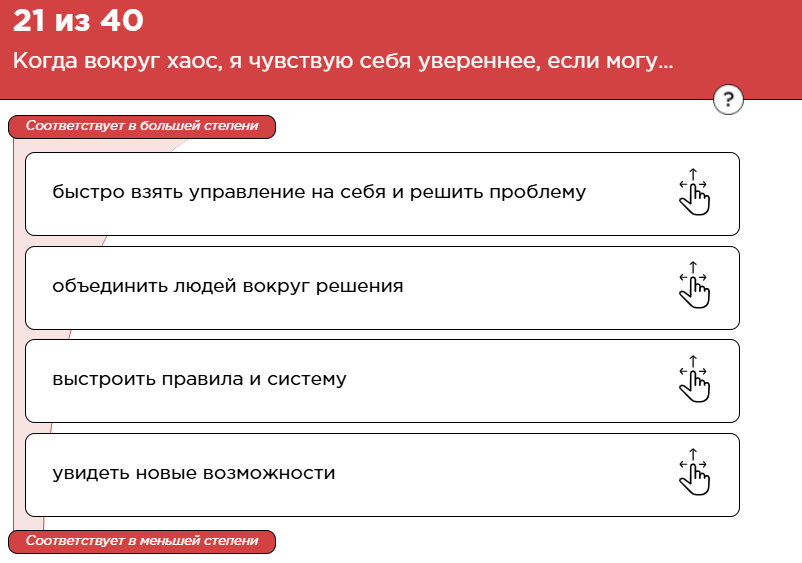 21 из 40
Когда вокруг хаос, я чувствую себя увереннее, если могу...
?
Соответствует в большей степени
быстро взять управление на себя и решить проблему
объединить людей вокруг решения
выстроить правила и систему
увидеть новые возможности
Соответствует в меньшей степени